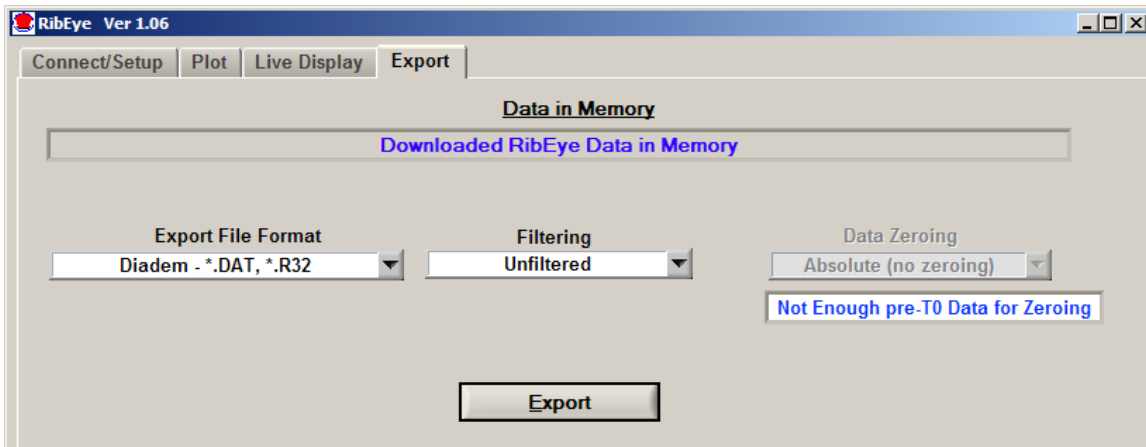 RibEye Ver 1.06
Connect/Setup Plot Live Display Export
Data in Memory
Downloaded RibEye Data in Memory
Export File Format Filtering Data Zeroing
Diadem - *.DAT, *.R32 Unfiltered Absolute (no zeroing)
Not Enough pre-T0 Data for Zeroing
Export